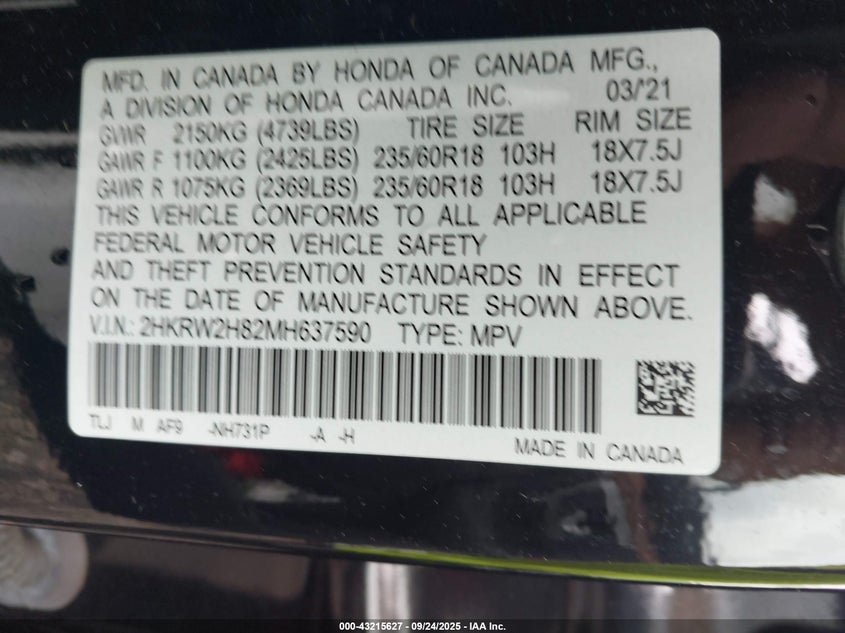 MFD. IN CANADA BY HONDA OF CANADA MFG.,
A DIVISION OF HONDA CANADA INC. 03/'21
GVWR 2150KG (4739LBS) TIRE SIZE RIM SIZE
GAWR F 1100KG (2425LBS) 235/60R18 103H 18X7.5J
GAWR R 1075KG (2369LBS) 235/60R18 103H 18X7.5J
THIS VEHICLE CONFORMS TO ALL APPLICABLE
FEDERAL MOTOR VEHICLE SAFETY
AND THEFT PREVENTION STANDARDS IN EFFECT
ON THE DATE OF MANUFACTURE SHOWN ABOVE.
V.I.N.: 2HKRW2H82MH637590 TYPE: MPV
TLJ M AF9 -NH731P -A -H
MADE IN CANADA
000-43215627 - 09/24/2025 - IAA Inc.